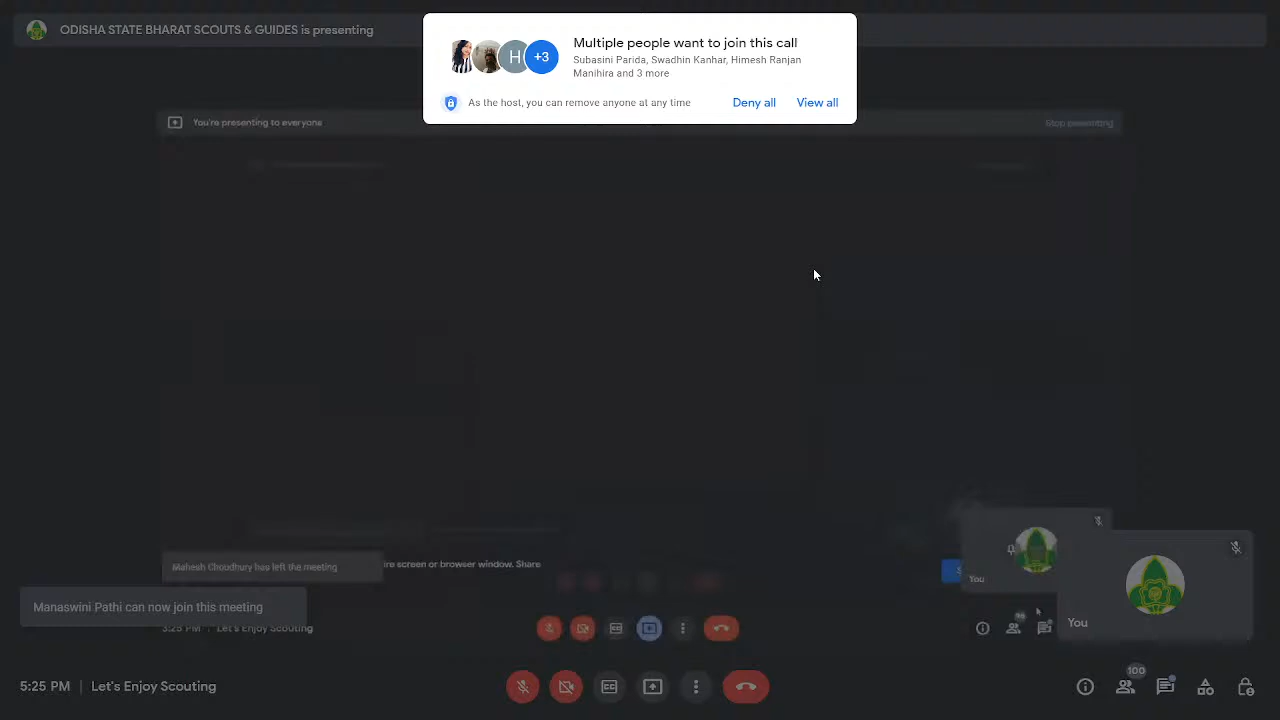 ODISHA STATE BHARAT SCOUTS & GUIDES is presenting
Multiple people want to join this call
Subasini Parida, Swadhin Kanhar, Himesh Ranjan
Manihira and 3 more
H
+3
As the host, you can remove anyone at any time
Deny all
View all
You're presenting to everyone
Stop presenting
Mahesh Choudhury has left the meeting
ire screen or browser window. Share
You
Manaswini Pathi can now join this meeting
You
Let's Enjoy Scouting
5:25 PM | Let's Enjoy Scouting
100